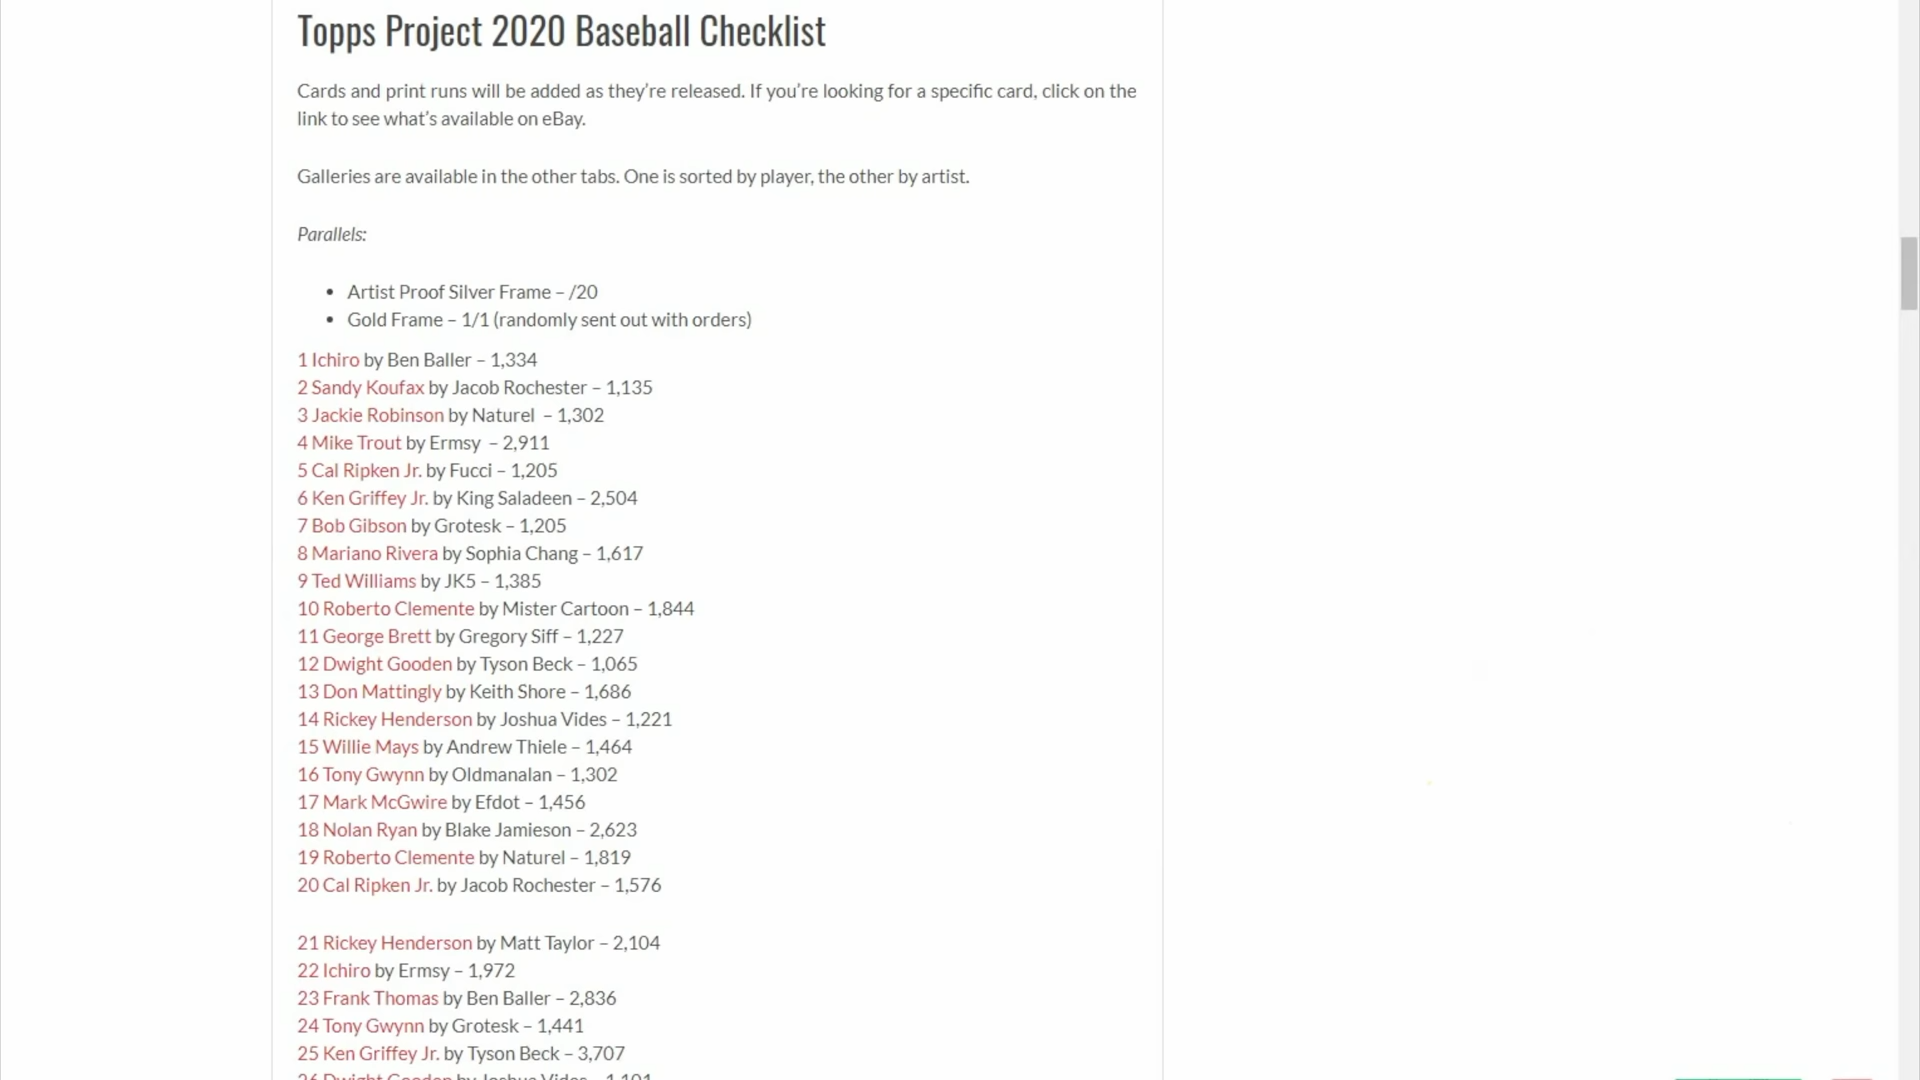 Topps Project 2020 Baseball Checklist
Cards and print runs will be added as they're released. If you're looking for a specific card, click on the
link to see what's available on eBay.
Galleries are available in the other tabs. One is sorted by player, the other by artist.
Parallels:
• Artist Proof Silver Frame – /20
• Gold Frame – 1/1 (randomly sent out with orders)
1 Ichiro by Ben Baller – 1,334
2 Sandy Koufax by Jacob Rochester – 1,135
3 Jackie Robinson by Naturel – 1,302
4 Mike Trout by Ermsy – 2,911
5 Cal Ripken Jr. by Fucci – 1,205
6 Ken Griffey Jr. by King Saladeen – 2,504
7 Bob Gibson by Grotesk – 1,205
8 Mariano Rivera by Sophia Chang – 1,617
9 Ted Williams by JK5 – 1,385
10 Roberto Clemente by Mister Cartoon – 1,844
11 George Brett by Gregory Siff – 1,227
12 Dwight Gooden by Tyson Beck – 1,065
13 Don Mattingly by Keith Shore – 1,686
14 Rickey Henderson by Joshua Vides – 1,221
15 Willie Mays by Andrew Thiele – 1,464
16 Tony Gwynn by Oldmanalan – 1,302
17 Mark McGwire by Efdot – 1,456
18 Nolan Ryan by Blake Jamieson – 2,623
19 Roberto Clemente by Naturel – 1,819
20 Cal Ripken Jr. by Jacob Rochester – 1,576
21 Rickey Henderson by Matt Taylor – 2,104
22 Ichiro by Ermsy – 1,972
23 Frank Thomas by Ben Baller – 2,836
24 Tony Gwynn by Grotesk – 1,441
25 Ken Griffey Jr. by Tyson Beck – 3,707
26 Dwight Gooden by Joshua Vides – 1,101